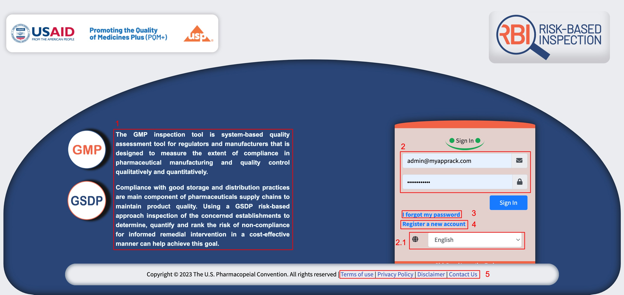 USAID
FROM THE AMERICAN PEOPLE
Promoting the Quality
of Medicines Plus (PQM+)
usp
RBI RISK-BASED
INSPECTION
1
GMP
The GMP inspection tool is system-based quality
assessment tool for regulators and manufacturers that is
designed to measure the extent of compliance in
pharmaceutical manufacturing and quality control
qualitatively and quantitively.
GSDP
Compliance with good storage and distribution practices
are main component of pharmaceuticals supply chains to
maintain product quality. Using a GSDP risk-based
approach inspection of the concerned establishments to
determine, quantity and rank the risk of non-compliance
for informed remedial intervention in a cost-effective
manner can help achieve this goal.
Sign In
2
admin@myapprack.com
••••••••••••
Sign In
I forgot my password 3
Register a new account 4
2.1 English
Copyright © 2023 The U.S. Pharmacopeial Convention. All rights reserved | Terms of use | Privacy Policy | Disclaimer | Contact Us 5